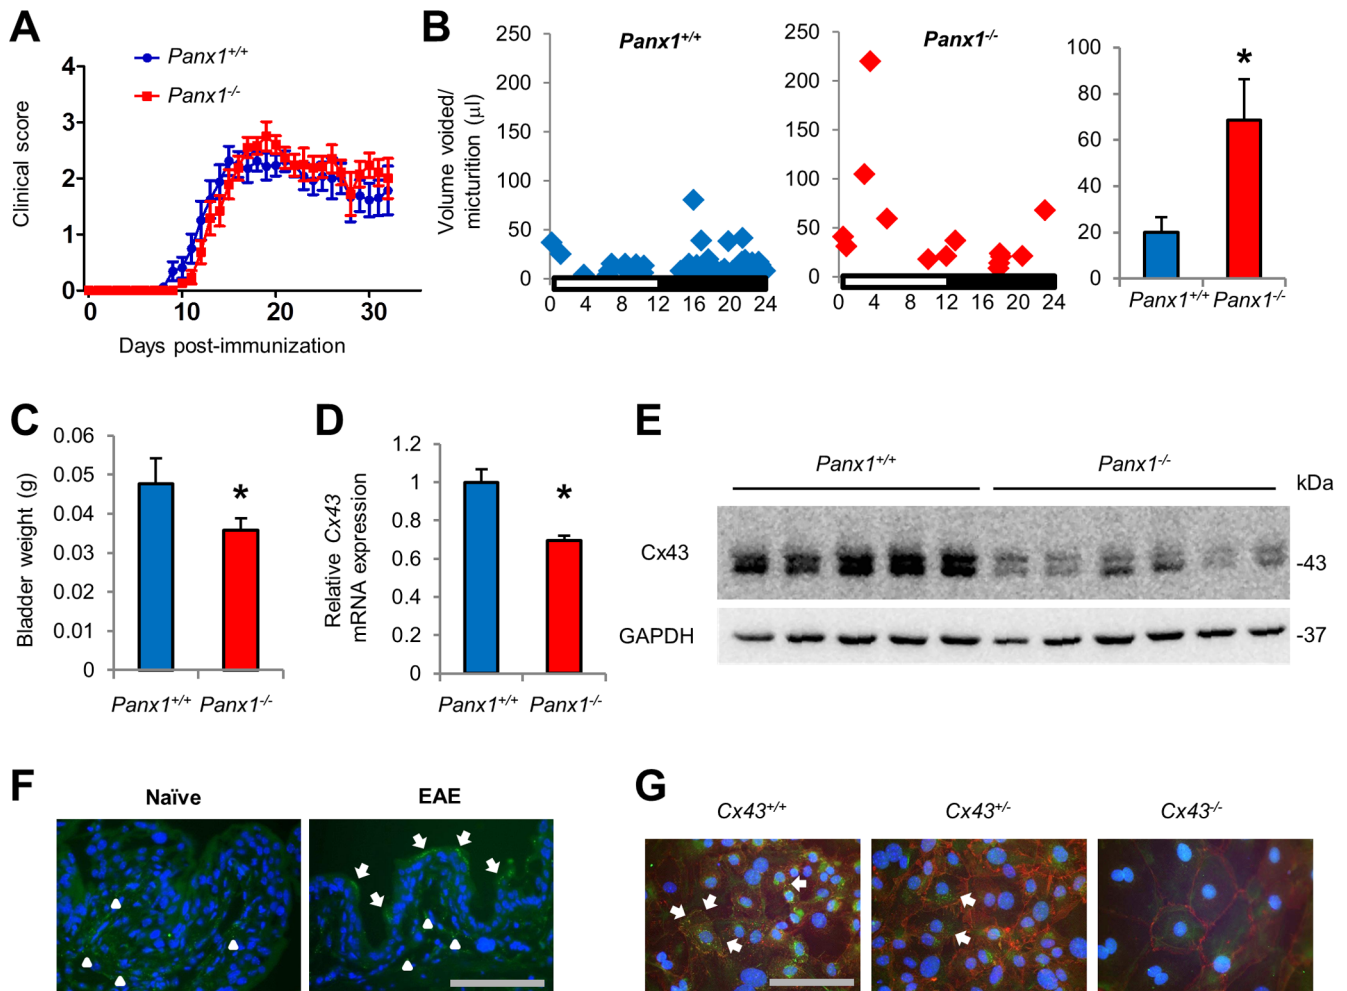 A
Panx1+/+
Panx1-/-
Clinical score
4
3
2
1
0
0 10 20 30
Days post-immunization
B
Volume voided/
micturition (µl)
Panx1+/+
250
200
150
100
50
0
0 4 8 12 16 20 24
Panx1-/-
250
200
150
100
50
0
0 4 8 12 16 20 24
*
100
80
60
40
20
0
Panx1+/+ Panx1-/-
C
Bladder weight (g)
0.06
0.05
0.04
0.03
0.02
0.01
0
*
Panx1+/+ Panx1-/-
D
Relative Cx43
mRNA expression
1.2
1
0.8
0.6
0.4
0.2
0
*
Panx1+/+ Panx1-/-
E
Panx1+/+ Panx1-/-
kDa
Cx43
-43
GAPDH
-37
F
Naïve EAE
G
Cx43+/+ Cx43+/- Cx43-/-